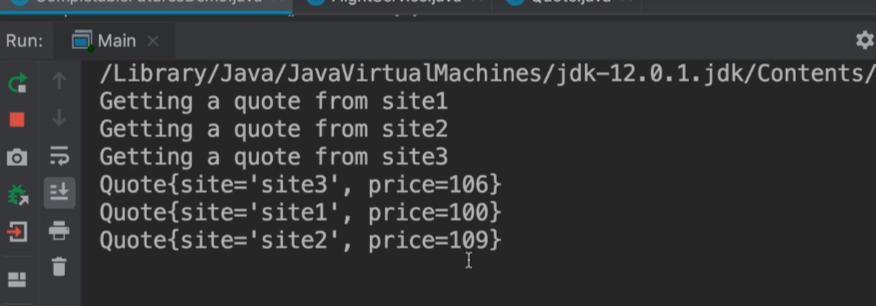 Run: Main
/Library/Java/JavaVirtualMachines/jdk-12.0.1.jdk/Contents/
Getting a quote from site1
Getting a quote from site2
Getting a quote from site3
Quote{site='site3', price=106}
Quote{site='site1', price=100}
Quote{site='site2', price=109}